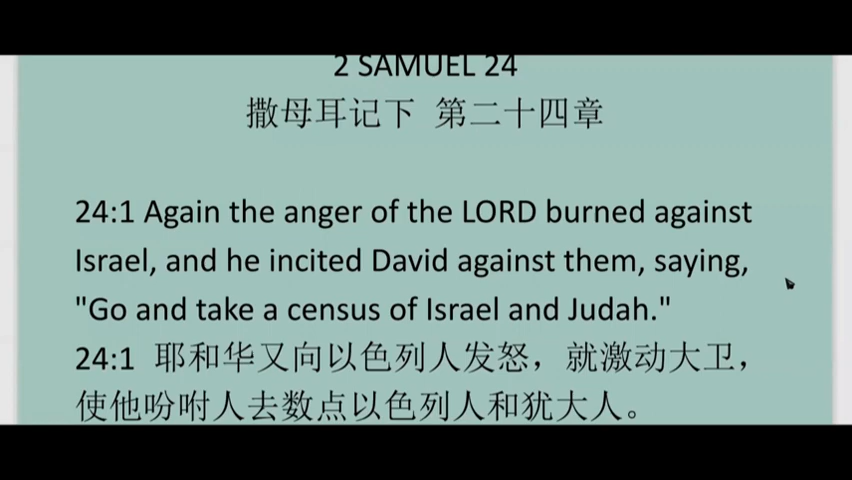 2 SAMUEL 24
撒母耳记下 第二十四章
24:1 Again the anger of the LORD burned against
Israel, and he incited David against them, saying,
"Go and take a census of Israel and Judah."
24:1 耶和华又向以色列人发怒，就激动大卫，
使他吩咐人去数点以色列人和犹大人。